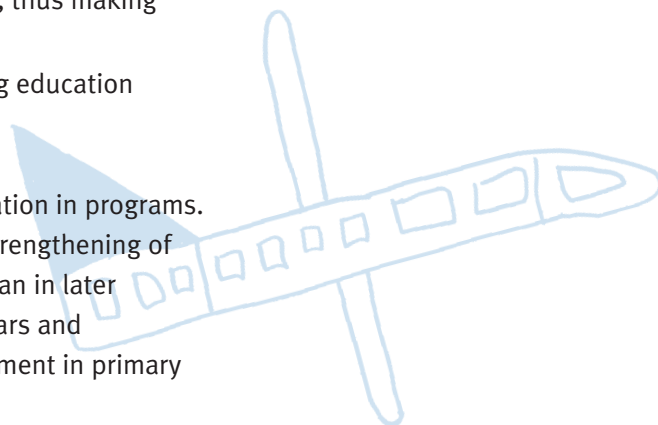 , thus making
g education
ation in programs.
rengthening of
an in later
ars and
ment in primary